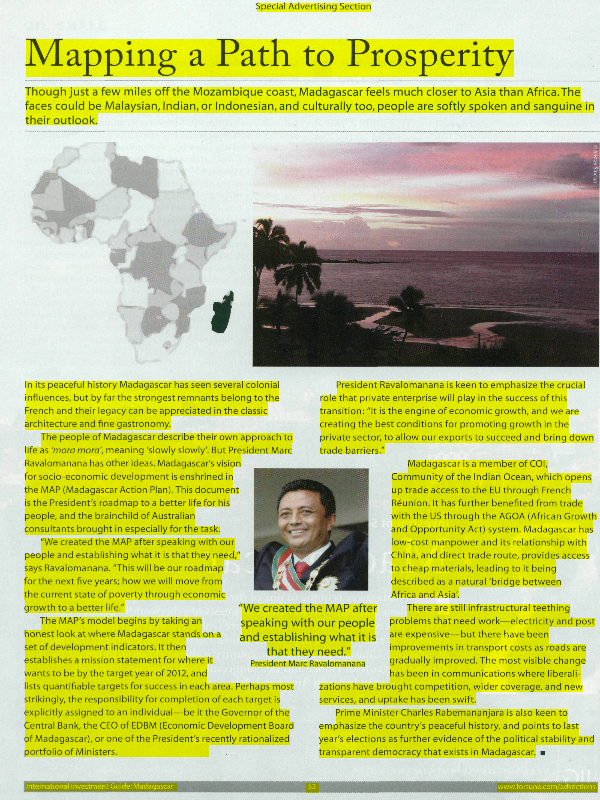 Special Advertising Section
Mapping a Path to Prosperity
Though just a few miles off the Mozambique coast, Madagascar feels much closer to Asia than Africa. The
faces could be Malaysian, Indian, or Indonesian, and culturally too, people are softly spoken and sanguine in
their outlook.
In its peaceful history Madagascar has seen several colonial
influences, but by far the strongest remnants belong to the
French and their legacy can be appreciated in the classic
architecture and fine gastronomy.
The people of Madagascar describe their own approach to
life as 'mora mora', meaning 'slowly slowly'. But President Marc
Ravalomanana has other ideas. Madagascar's vision
for socio-economic development is enshrined in
the MAP (Madagascar Action Plan). This document
is the President's roadmap to a better life for his
people, and the brainchild of Australian
consultants brought in especially for the task.
"We created the MAP after speaking with our
people and establishing what it is that they need,"
says Ravalomanana. "This will be our roadmap
for the next five years; how we will move from
the current state of poverty through economic
growth to a better life."
The MAP's model begins by taking an
honest look at where Madagascar stands on a
set of development indicators. It then
establishes a mission statement for where it
wants to be by the target year of 2012, and
lists quantifiable targets for success in each area. Perhaps most
strikingly, the responsibility for completion of each target is
explicitly assigned to an individual—be it the Governor of the
Central Bank, the CEO of EDBM (Economic Development Board
of Madagascar), or one of the President's recently rationalized
portfolio of Ministers.
"We created the MAP after
speaking with our people
and establishing what it is
that they need."
President Marc Ravalomanana
President Ravalomanana is keen to emphasize the crucial
role that private enterprise will play in the success of this
transition: "It is the engine of economic growth, and we are
creating the best conditions for promoting growth in the
private sector, to allow our exports to succeed and bring down
trade barriers."
Madagascar is a member of COI,
Community of the Indian Ocean, which opens
up trade access to the EU through French
Réunion. It has further benefited from trade
with the US through the AGOA (African Growth
and Opportunity Act) system. Madagascar has
low-cost manpower and its relationship with
China, and direct trade route, provides access
to cheap materials, leading to it being
described as a natural 'bridge between
Africa and Asia'.
There are still infrastructural teething
problems that need work—electricity and post
are expensive—but there have been
improvements in transport costs as roads are
gradually improved. The most visible change
has been in communications where liberali-
zations have brought competition, wider coverage, and new
services, and uptake has been swift.
Prime Minister Charles Rabemananjara is also keen to
emphasize the country's peaceful history, and points to last
year's elections as further evidence of the political stability and
transparent democracy that exists in Madagascar. ■
International Investment Guide: Madagascar
S2
www.fortune.com/adsections